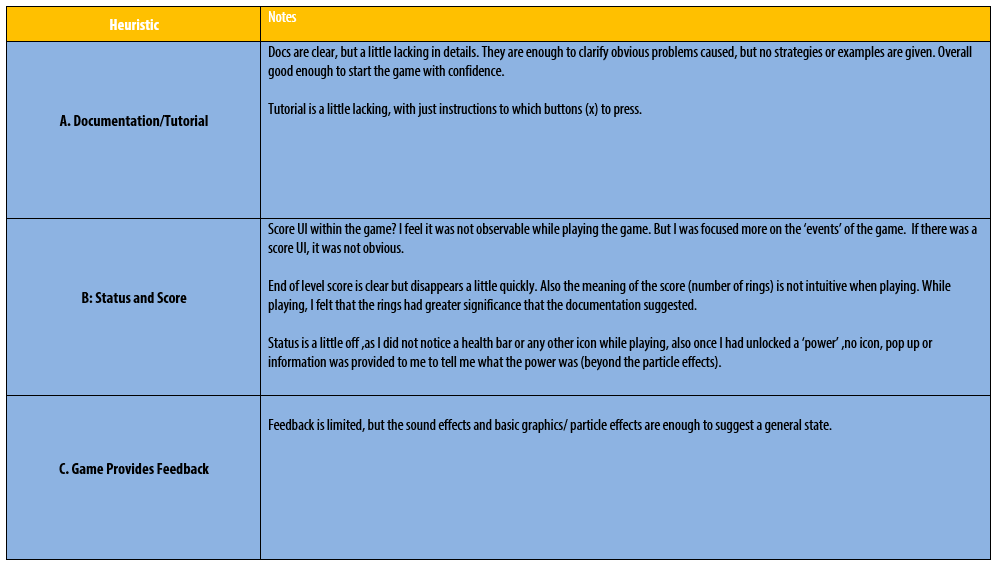 Heuristic
Notes
A. Documentation/Tutorial
Docs are clear, but a little lacking in details. They are enough to clarify obvious problems caused, but no strategies or examples are given. Overall
good enough to start the game with confidence.
Tutorial is a little lacking, with just instructions to which buttons (x) to press.
B: Status and Score
Score UI within the game? I feel it was not observable while playing the game. But I was focused more on the ‘events’ of the game.  If there was a
score UI, it was not obvious.
End of level score is clear but disappears a little quickly. Also the meaning of the score (number of rings) is not intuitive when playing. While
playing, I felt that the rings had greater significance that the documentation suggested.
Status is a little off ,as I did not notice a health bar or any other icon while playing, also once I had unlocked a ‘power’ ,no icon, pop up or
information was provided to me to tell me what the power was (beyond the particle effects).
C. Game Provides Feedback
Feedback is limited, but the sound effects and basic graphics/ particle effects are enough to suggest a general state.